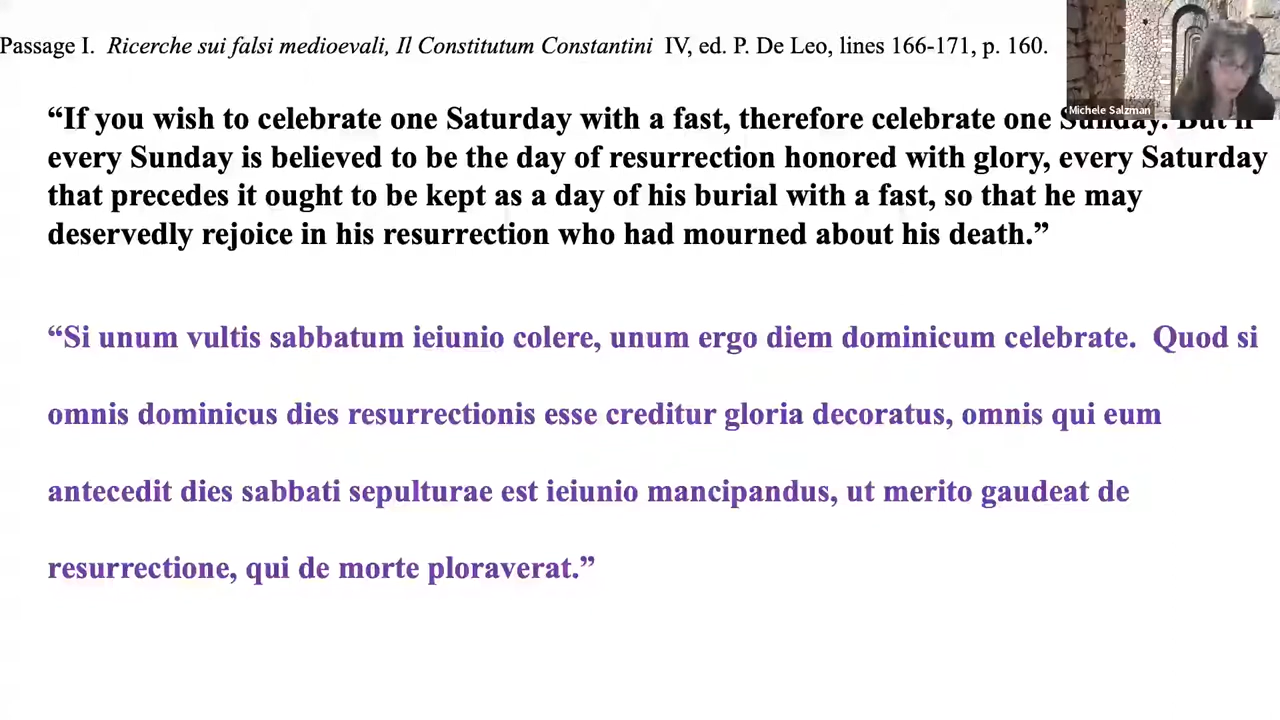 Passage I.  Ricerche sui falsi medioevali, Il Constitutum Constantini  IV, ed. P. De Leo, lines 166-171, p. 160.
Michele Salzman
“If you wish to celebrate one Saturday with a fast, therefore celebrate one Sunday. But if
every Sunday is believed to be the day of resurrection honored with glory, every Saturday
that precedes it ought to be kept as a day of his burial with a fast, so that he may
deservedly rejoice in his resurrection who had mourned about his death.”
“Si unum vultis sabbatum ieiunio colere, unum ergo diem dominicum celebrate.  Quod si
omnis dominicus dies resurrectionis esse creditur gloria decoratus, omnis qui eum
antecedit dies sabbati sepulturae est ieiunio mancipandus, ut merito gaudeat de
resurrectione, qui de morte ploraverat.”